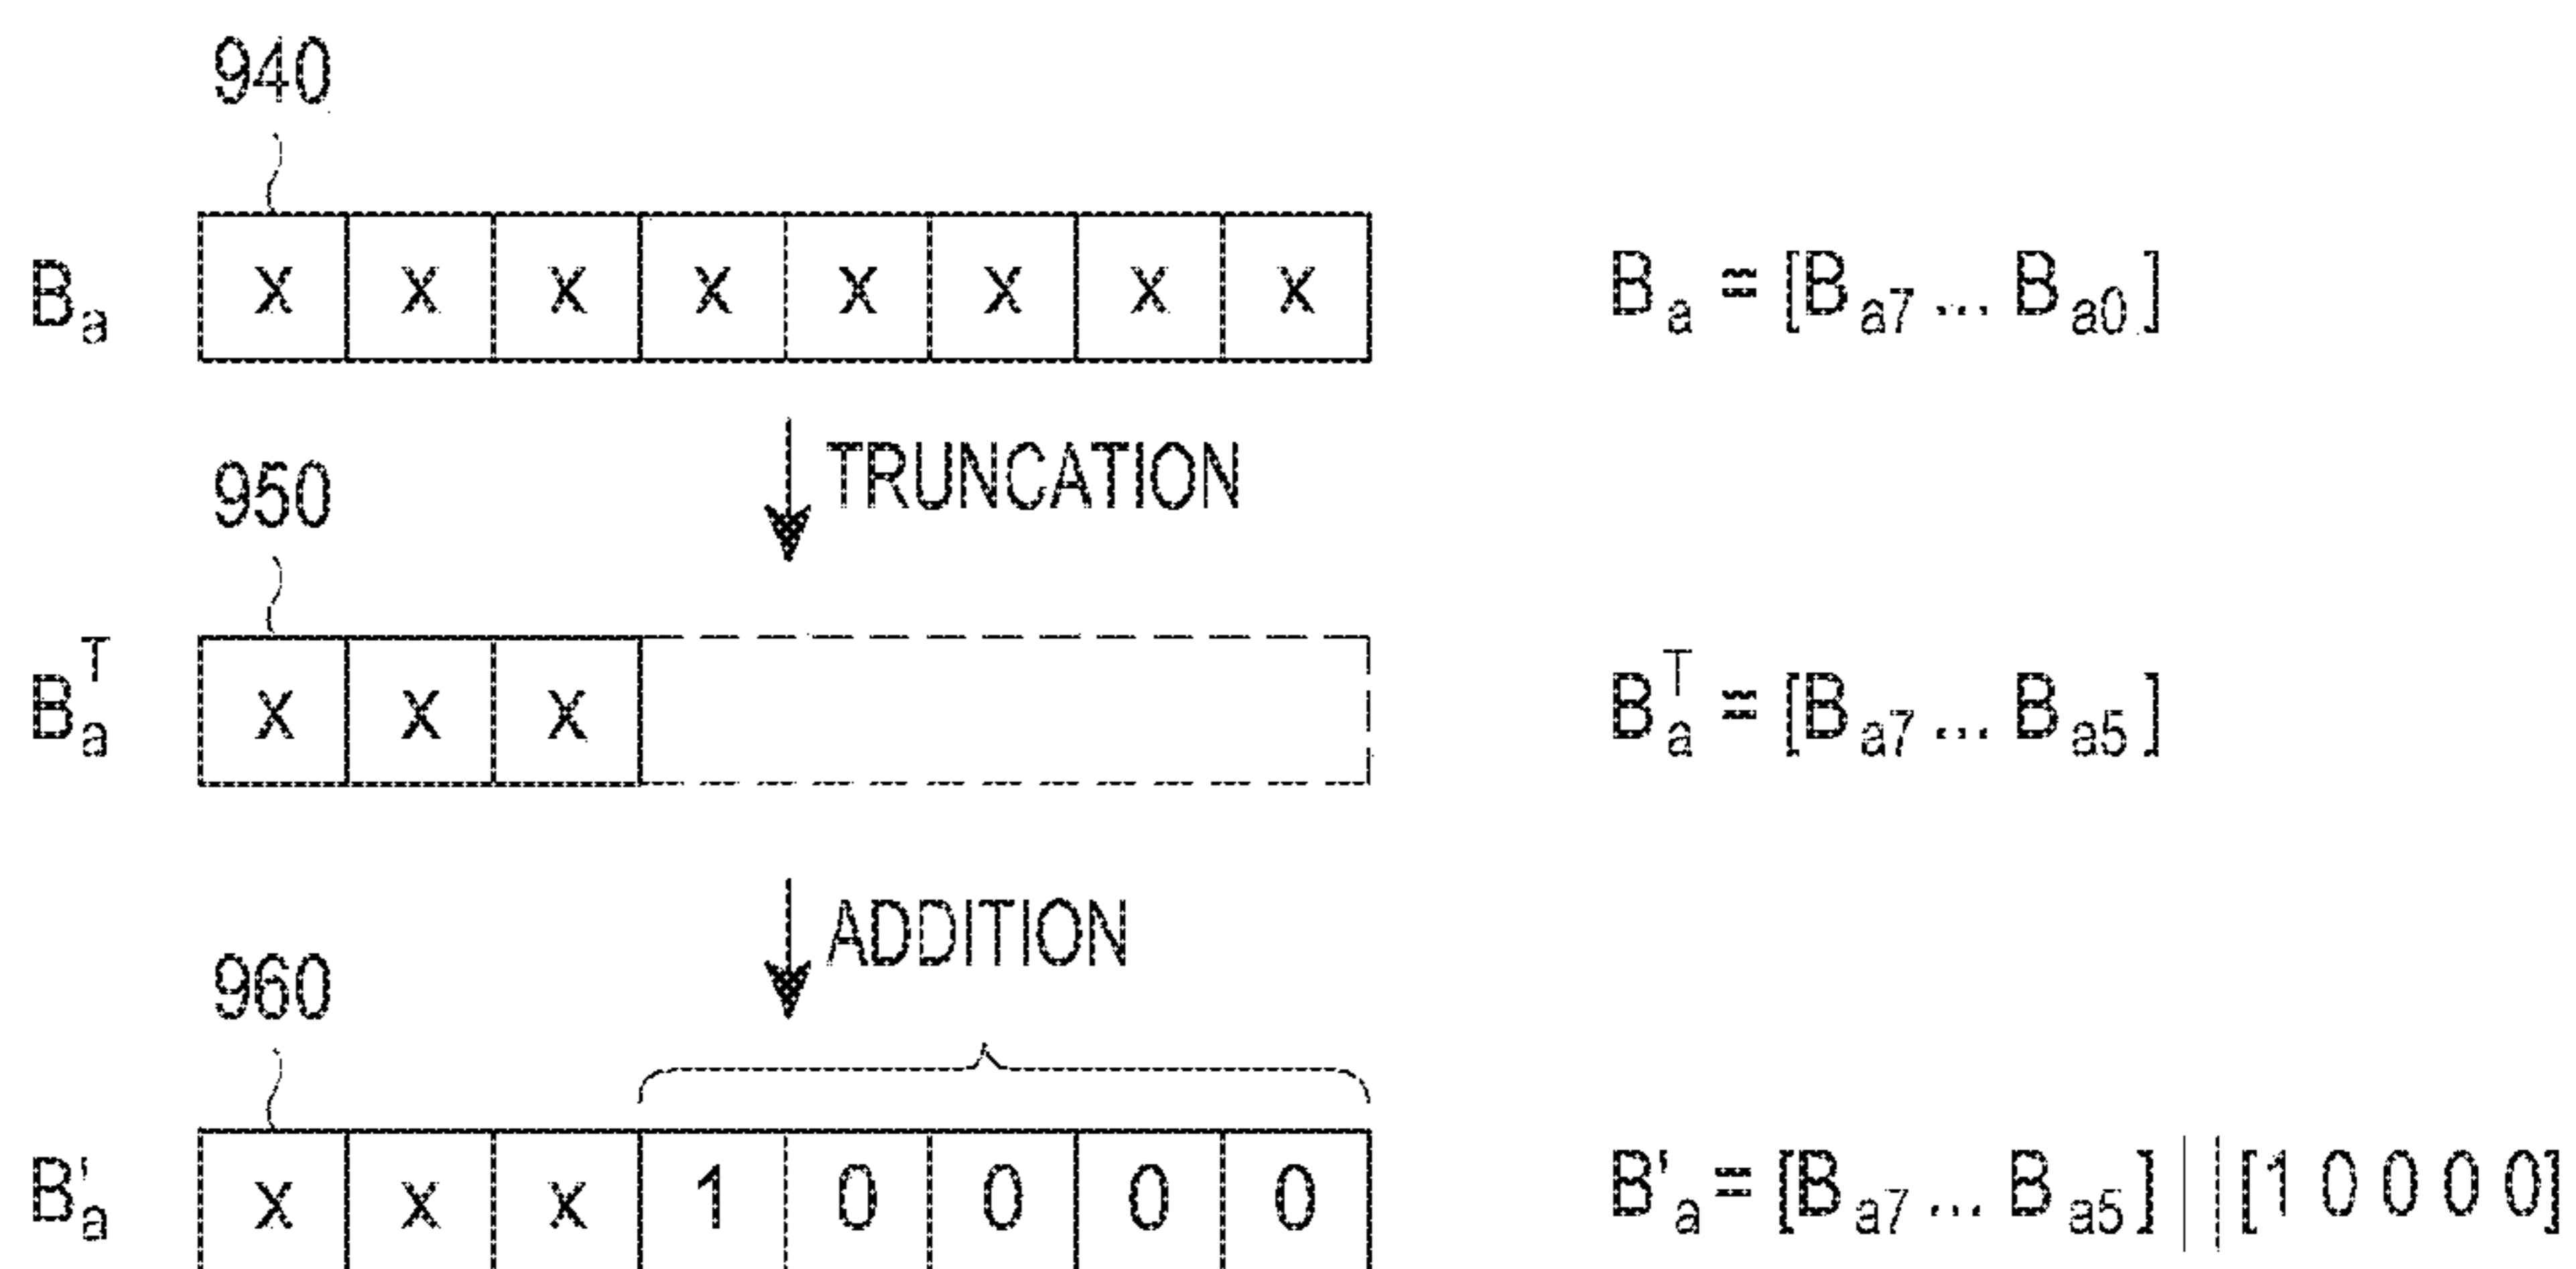 940
B_a x x x x x x x x B_a = [B_a7 ... B_a0]
TRUNCATION
950
B_a^T x x x B_a^T = [B_a7 ... B_a5]
ADDITION
960
B'_a x x x 1 0 0 0 0 B'_a = [B_a7 ... B_a5] || [1 0 0 0 0]